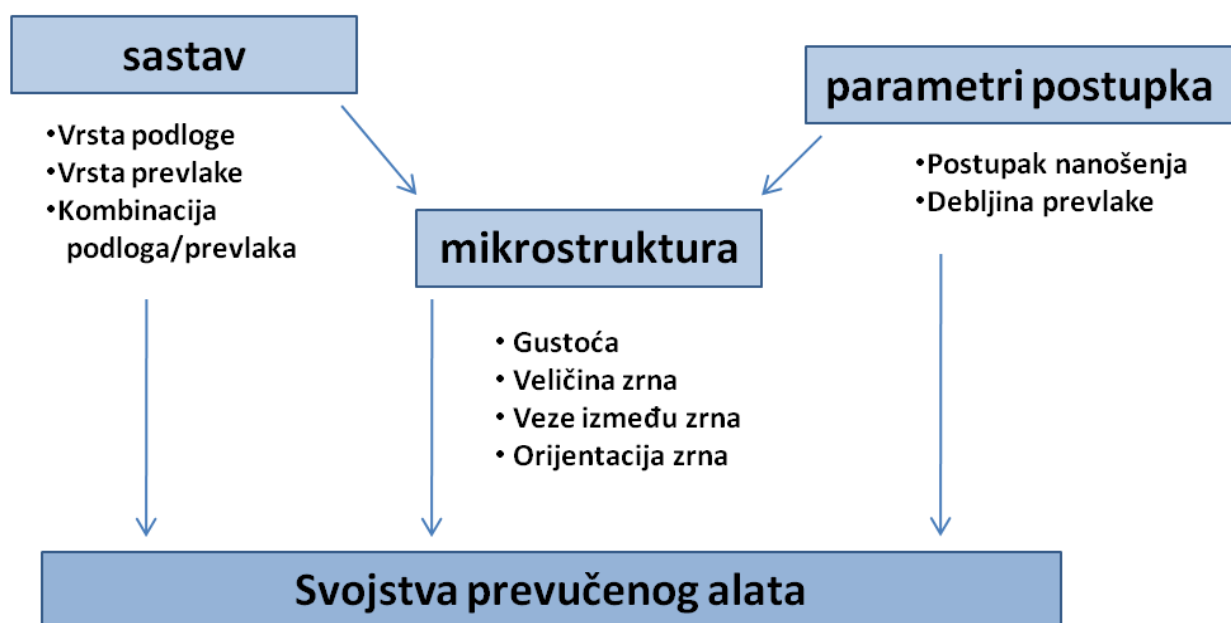 sastav
•Vrsta podloge
•Vrsta prevlake
•Kombinacija
podloga/prevlaka
parametri postupka
•Postupak nanošenja
•Debljina prevlake
mikrostruktura
• Gustoća
• Veličina zrna
• Veze između zrna
• Orijentacija zrna
Svojstva prevučenog alata